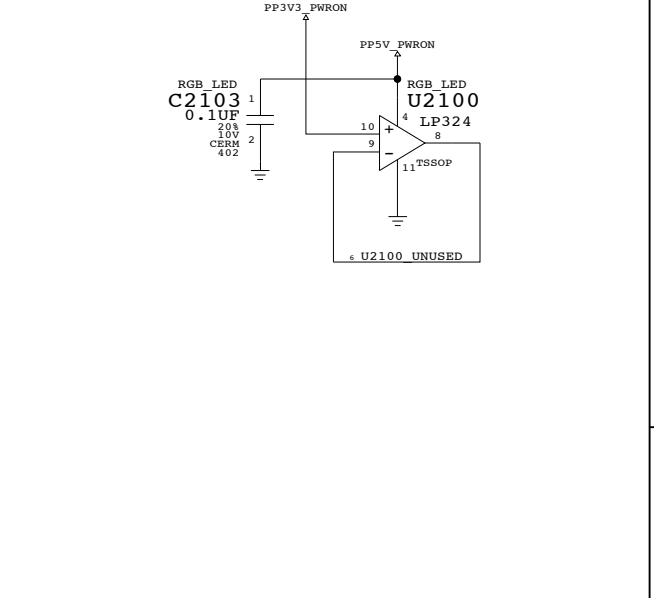 PP3V3_PWRON
PP5V_PWRON
RGB_LED
C2103
0.1UF
20%
10V
CERM
402
1
2
RGB_LED
U2100
LP324
4
10
9
8
11
TSSOP
6 U2100_UNUSED